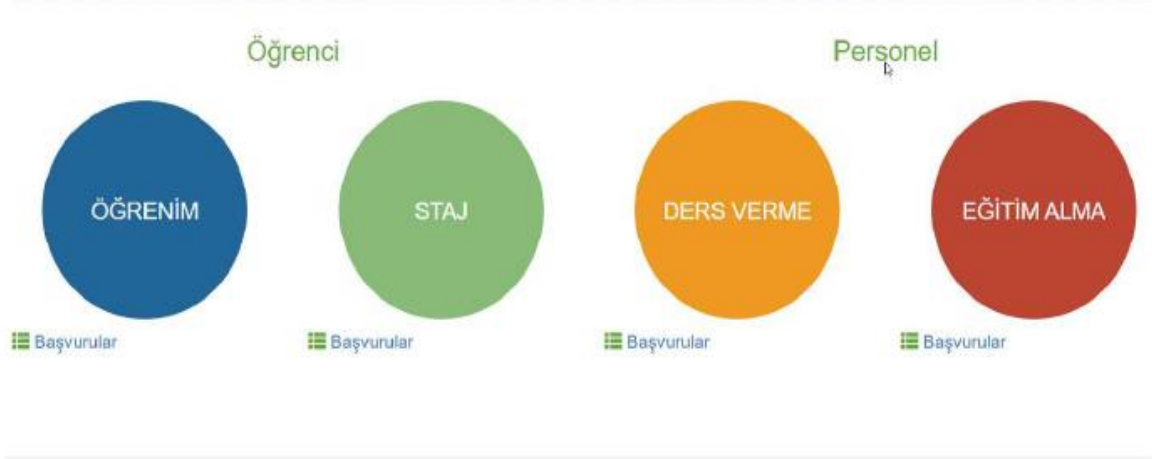 Öğrenci
Personel
ÖĞRENİM
STAJ
DERS VERME
EĞİTİM ALMA
Başvurular
Başvurular
Başvurular
Başvurular